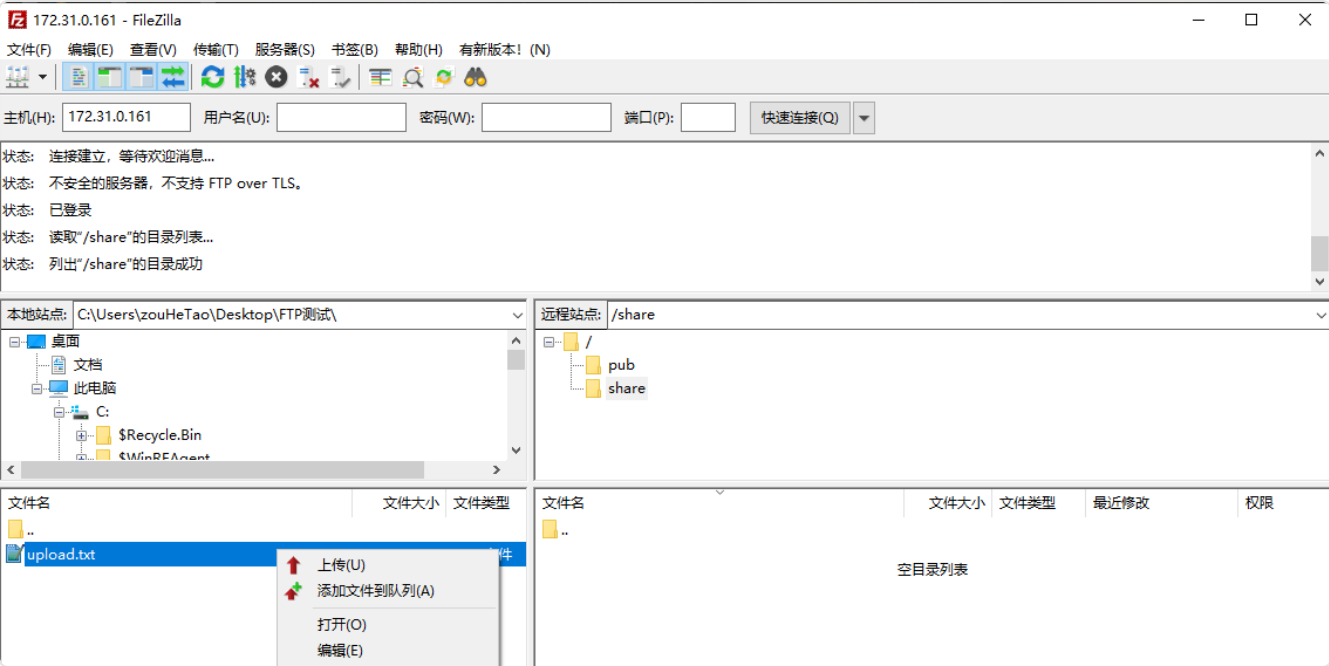 172.31.0.161 - FileZilla
文件(F) 编辑(E) 查看(V) 传输(T) 服务器(S) 书签(B) 帮助(H) 有新版本! (N)
主机(H): 172.31.0.161 用户名(U): 密码(W): 端口(P): 快速连接(Q)
状态: 连接建立，等待欢迎消息...
状态: 不安全的服务器，不支持 FTP over TLS。
状态: 已登录
状态: 读取“/share”的目录列表...
状态: 列出“/share”的目录成功
本地站点: C:\Users\zouHeTao\Desktop\FTP测试\
桌面
文档
此电脑
C:
$Recycle.Bin
$WinREAgent
远程站点: /share
/
pub
share
文件名 文件大小 文件类型
..
upload.txt 件
上传(U)
添加文件到队列(A)
打开(O)
编辑(E)
文件名 文件大小 文件类型 最近修改 权限
..
空目录列表